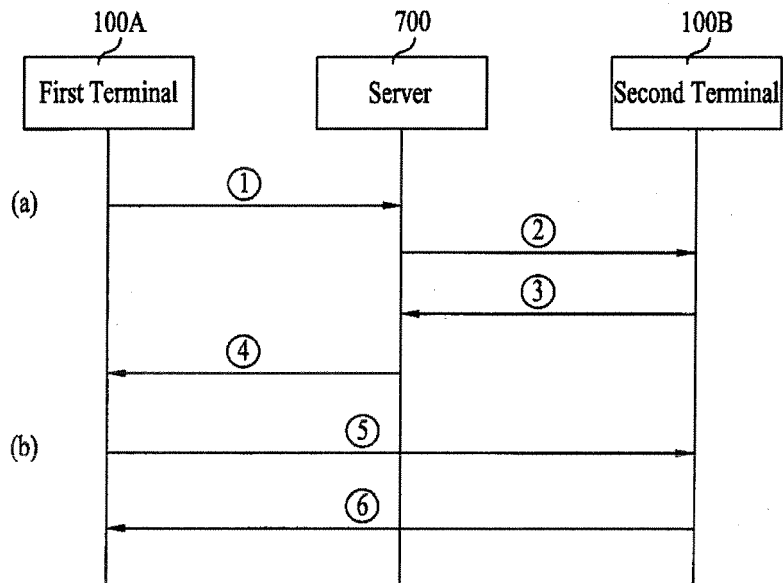 100A 700 100B
First Terminal Server Second Terminal
(a) ①
②
③
④
(b) ⑤
⑥